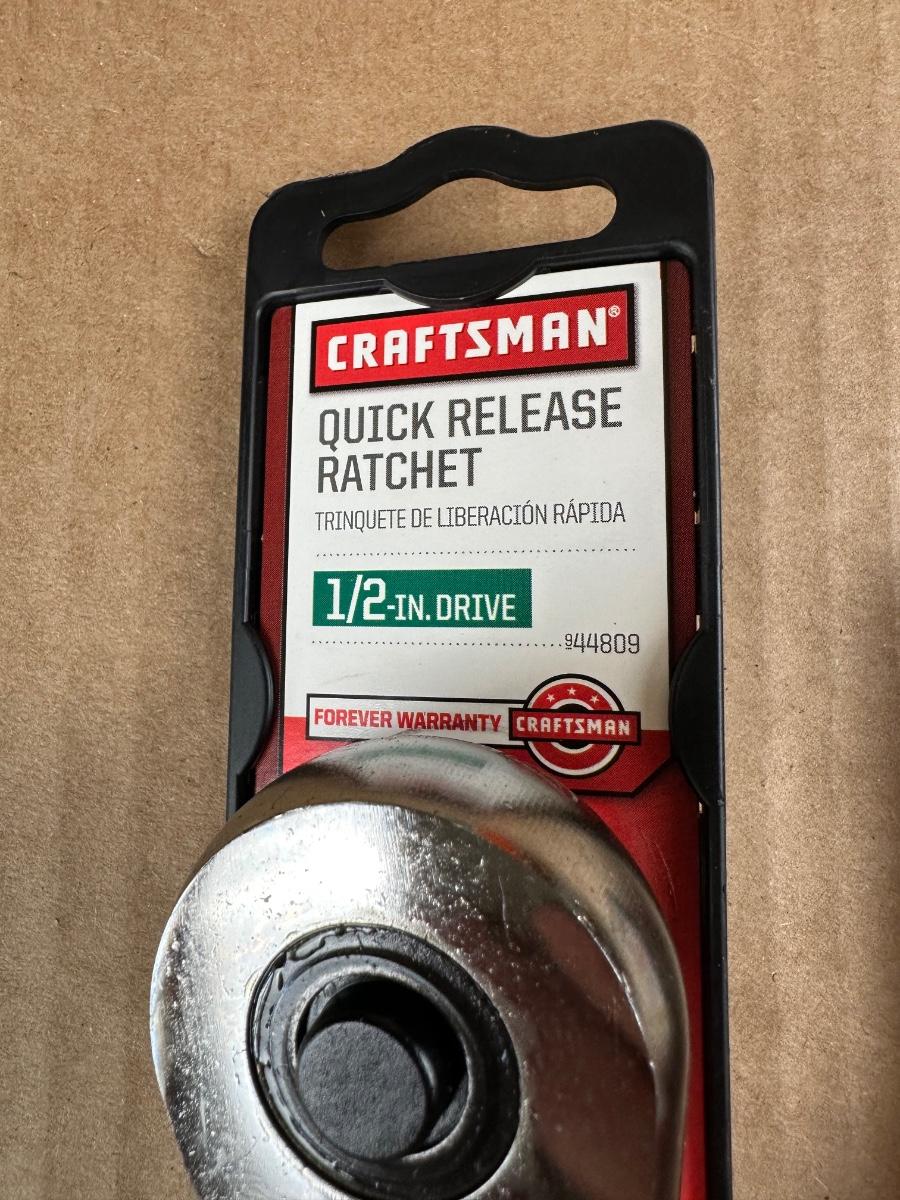 CRAFTSMAN®
QUICK RELEASE
RATCHET
TRINQUETE DE LIBERACIÓN RÁPIDA
1/2-IN. DRIVE
944809
FOREVER WARRANTY
CRAFTSMAN